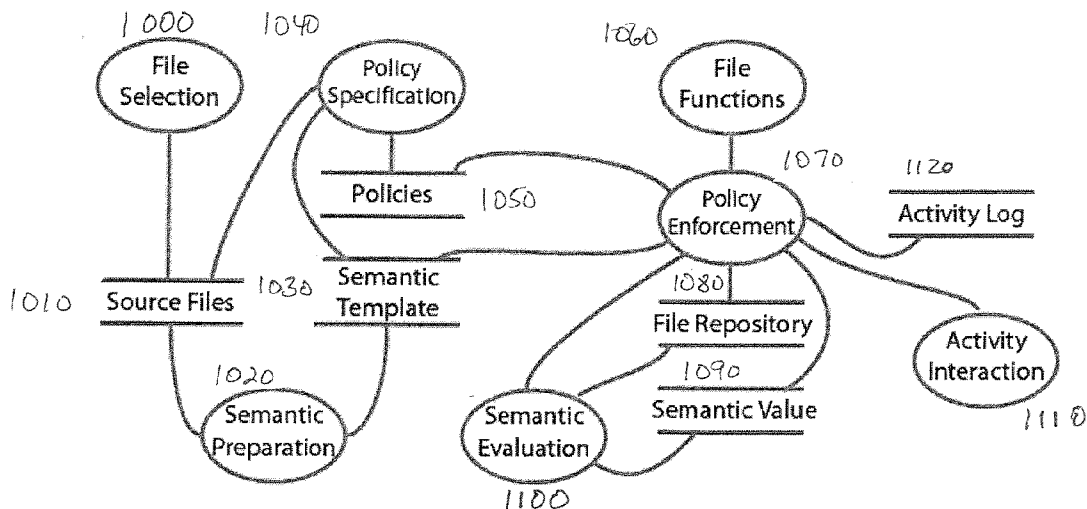 1000
File
Selection
1040
Policy
Specification
1060
File
Functions
1070
Policy
Enforcement
1120
Activity Log
Policies
1050
1010
Source Files
1030
Semantic
Template
1080
File Repository
1090
Semantic Value
Activity
Interaction
1110
1020
Semantic
Preparation
Semantic
Evaluation
1100